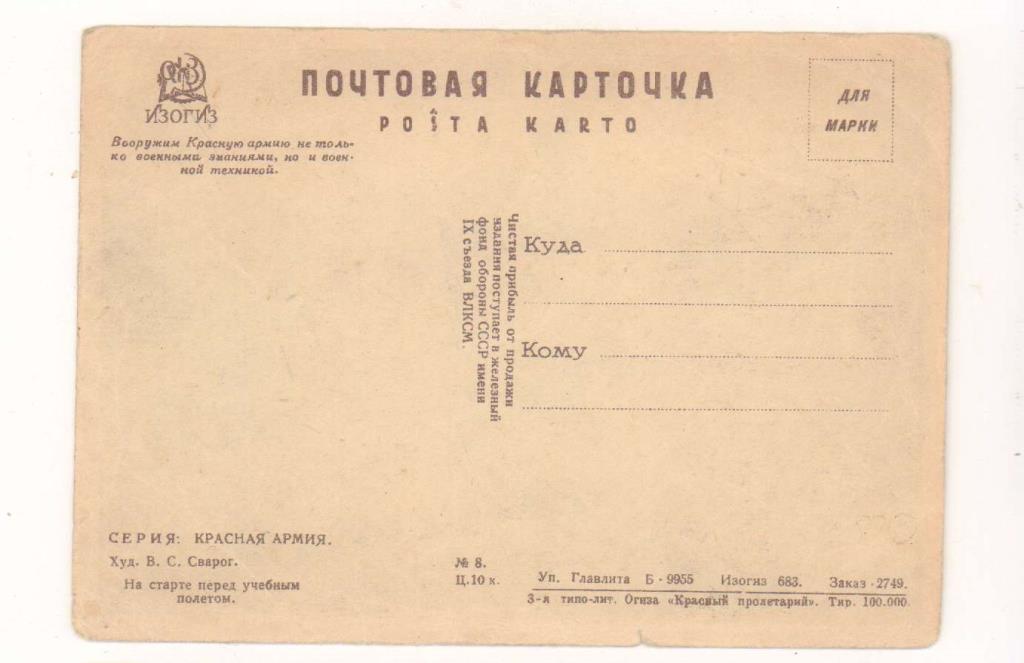 ИЗОГИЗ
Вооружим Красную армию не толь-
ко военными знаниями, но и воен-
ной техникой.
ПОЧТОВАЯ КАРТОЧКА
POŜTA KARTO
ДЛЯ
МАРКИ
Чистая прибыль от продажи
издания поступает в железный
фонд обороны СССР имени
IX съезда ВЛКСМ.
Куда
Кому
СЕРИЯ: КРАСНАЯ АРМИЯ.
Худ. В. С. Сварог.
На старте перед учебным
полетом.
№ 8.
Ц. 10 к.
Уп. Главлита Б - 9955 Изогиз 683. Заказ - 2749.
3-я типо-лит. Огиза «Красный пролетарий». Тир. 100.000